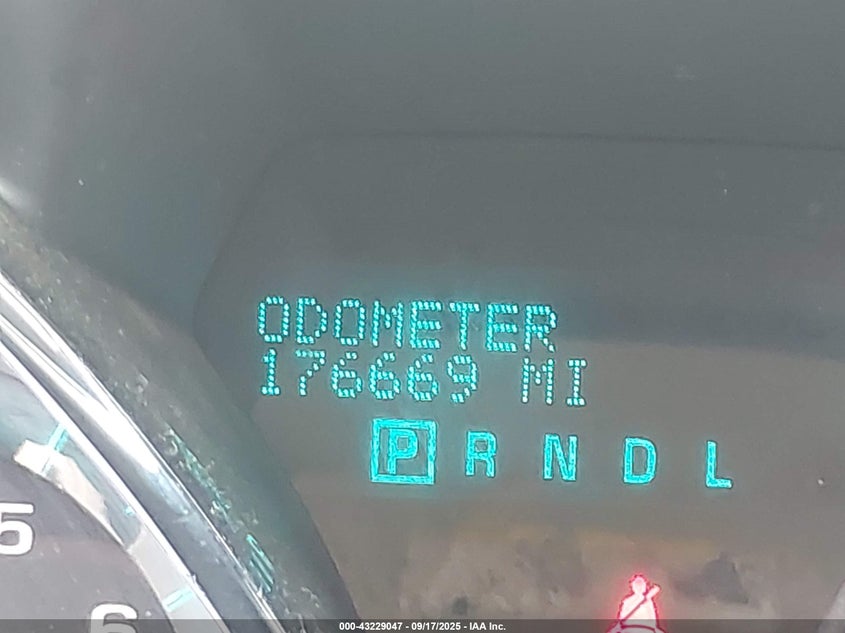 ODOMETER
176669 MI
P R N D L
5
6
000-43229047 - 09/17/2025 - IAA Inc.